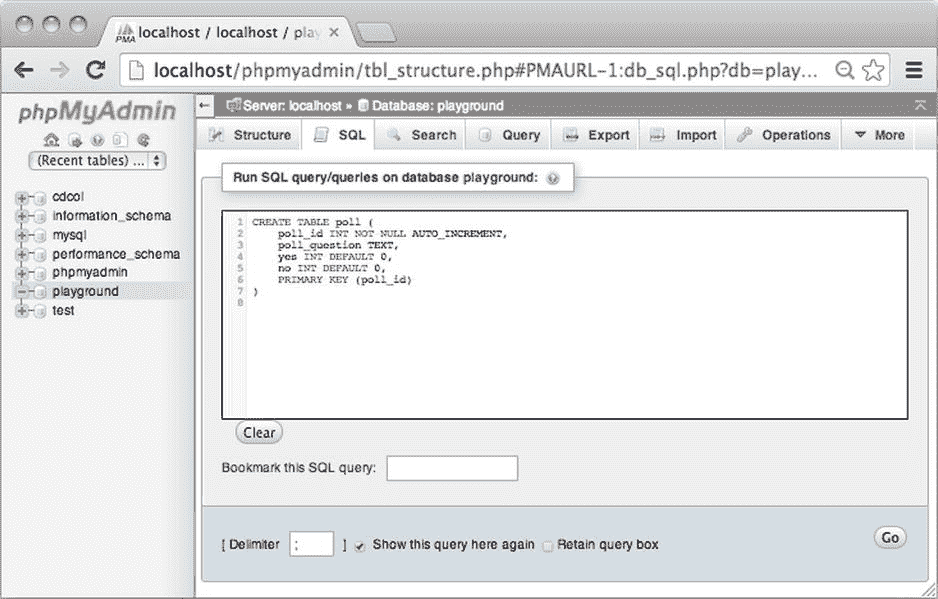 PMA localhost / localhost / play
localhost/phpmyadmin/tbl_structure.php#PMAURL-1:db_sql.php?db=play...
phpMyAdmin
(Recent tables) ...
cdcol
information_schema
mysql
performance_schema
phpmyadmin
playground
test
Server: localhost » Database: playground
Structure SQL Search Query Export Import Operations More
Run SQL query/queries on database playground:
1 CREATE TABLE poll (
2 poll_id INT NOT NULL AUTO_INCREMENT,
3 poll_question TEXT,
4 yes INT DEFAULT 0,
5 no INT DEFAULT 0,
6 PRIMARY KEY (poll_id)
7 )
8
Clear
Bookmark this SQL query:
[ Delimiter ; ] Show this query here again Retain query box
Go